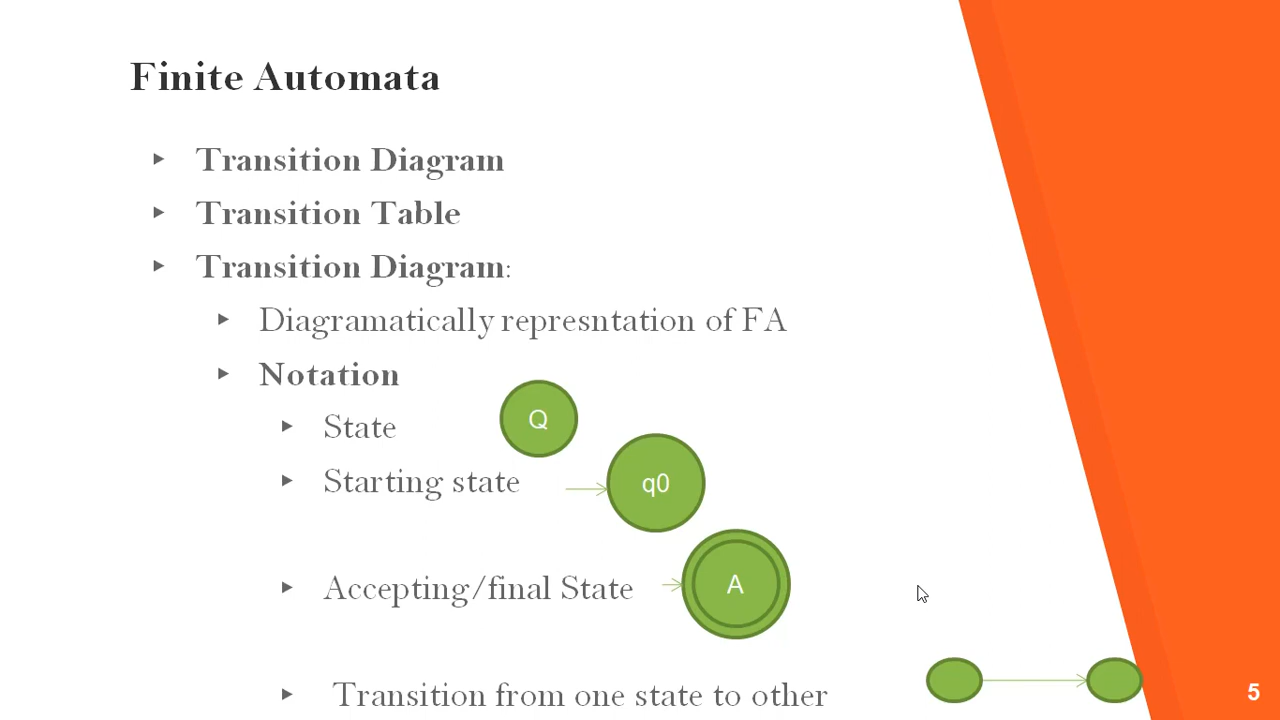 Finite Automata
Transition Diagram
Transition Table
Transition Diagram:
Diagramatically represntation of FA
Notation
State
Q
Starting state
q0
Accepting/final State
A
Transition from one state to other
5